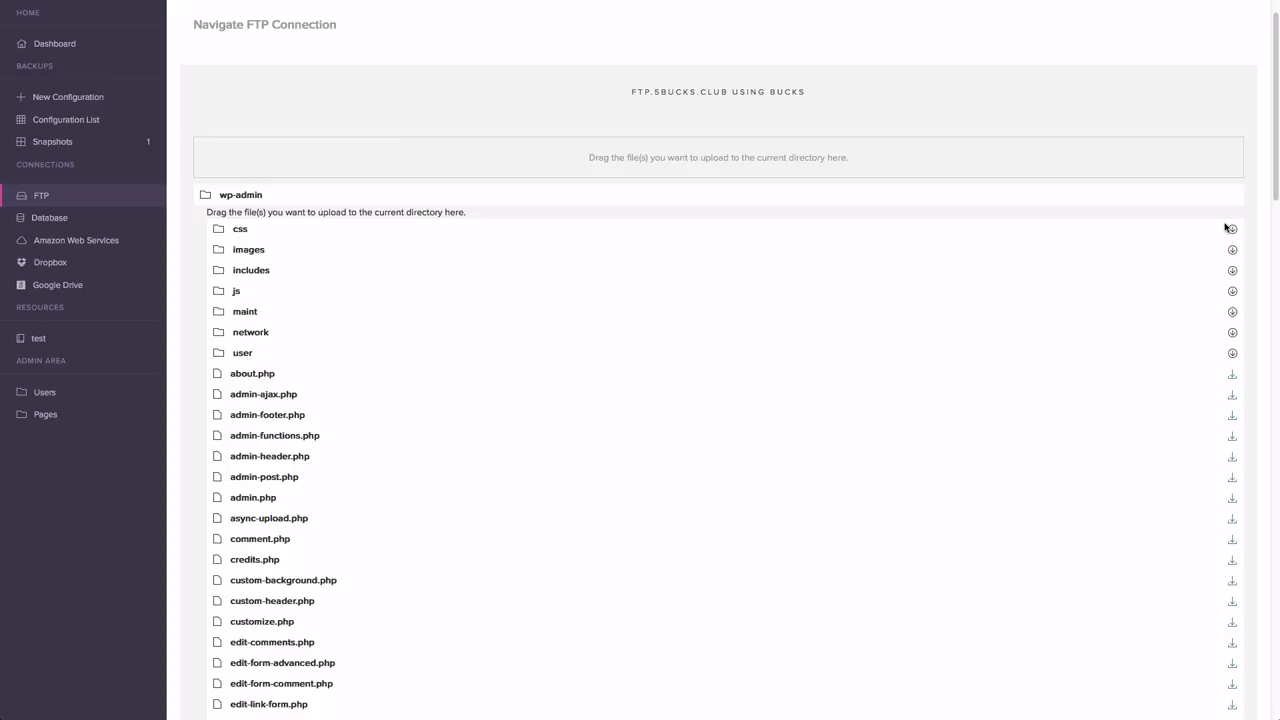 HOME
Dashboard
BACKUPS
New Configuration
Configuration List
Snapshots 1
CONNECTIONS
FTP
Database
Amazon Web Services
Dropbox
Google Drive
RESOURCES
test
ADMIN AREA
Users
Pages
Navigate FTP Connection
FTP.5BUCKS.CLUB USING BUCKS
Drag the file(s) you want to upload to the current directory here.
wp-admin
Drag the file(s) you want to upload to the current directory here.
css
images
includes
js
maint
network
user
about.php
admin-ajax.php
admin-footer.php
admin-functions.php
admin-header.php
admin-post.php
admin.php
async-upload.php
comment.php
credits.php
custom-background.php
custom-header.php
customize.php
edit-comments.php
edit-form-advanced.php
edit-form-comment.php
edit-link-form.php